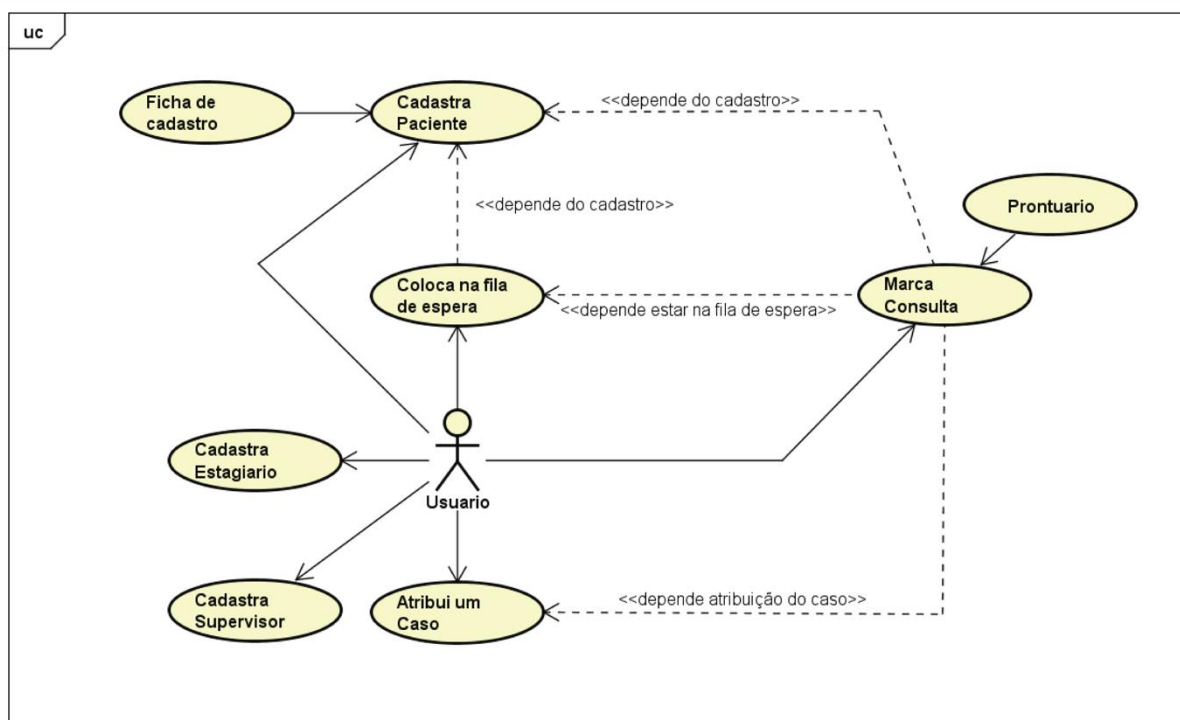 uc
Ficha de
cadastro
Cadastra
Paciente
<<depende do cadastro>>
<<depende do cadastro>>
Prontuario
Coloca na fila
de espera
<<depende estar na fila de espera>>
Marca
Consulta
Cadastra
Estagiario
Usuario
Cadastra
Supervisor
Atribui um
Caso
<<depende atribuição do caso>>